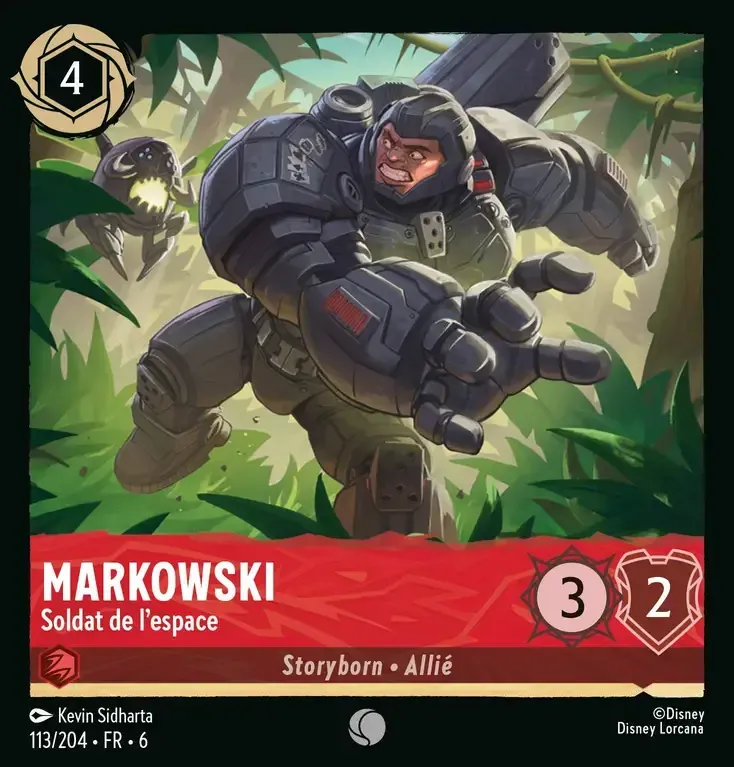 4
MARKOWSKI
Soldat de l'espace
3
2
Storyborn • Allié
Kevin Sidharta
©Disney
113/204 • FR • 6
Disney Lorcana